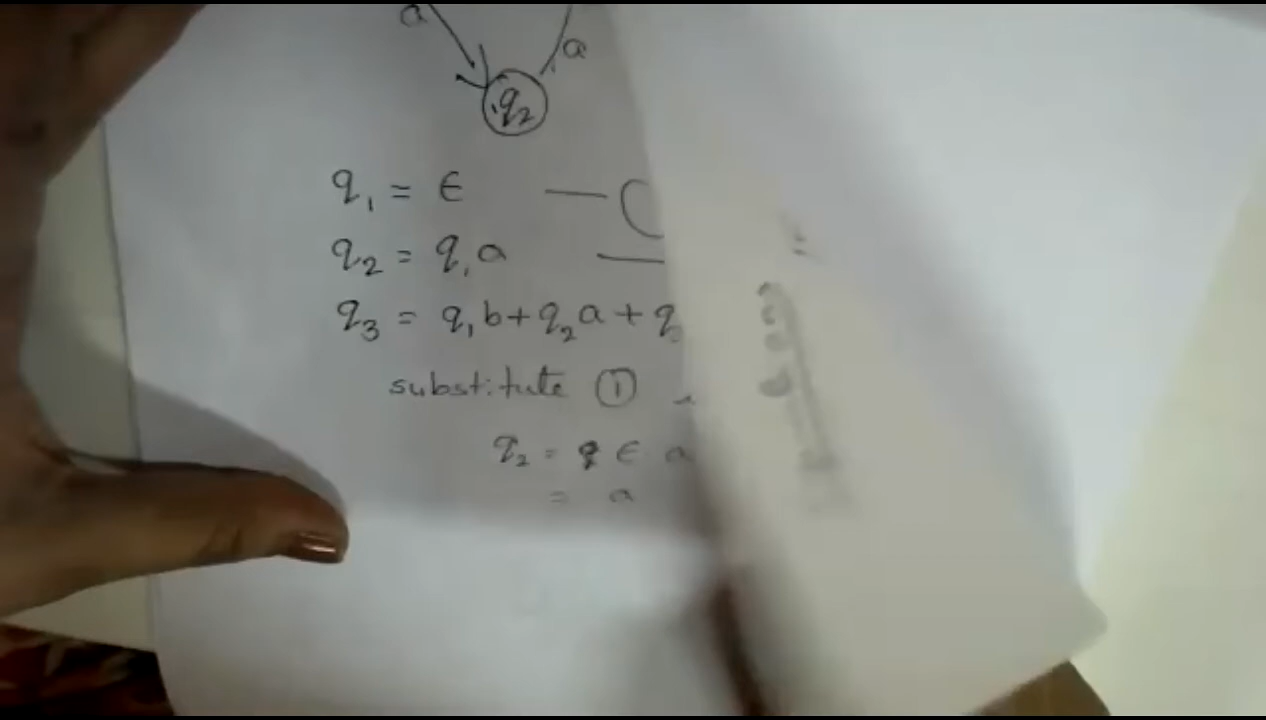 a
a
q₂
q₁ = ϵ
q₂ = q₁a
q₃ = q₁b+q₂a+q
substitute ①
q₂ = q ϵ a
= a